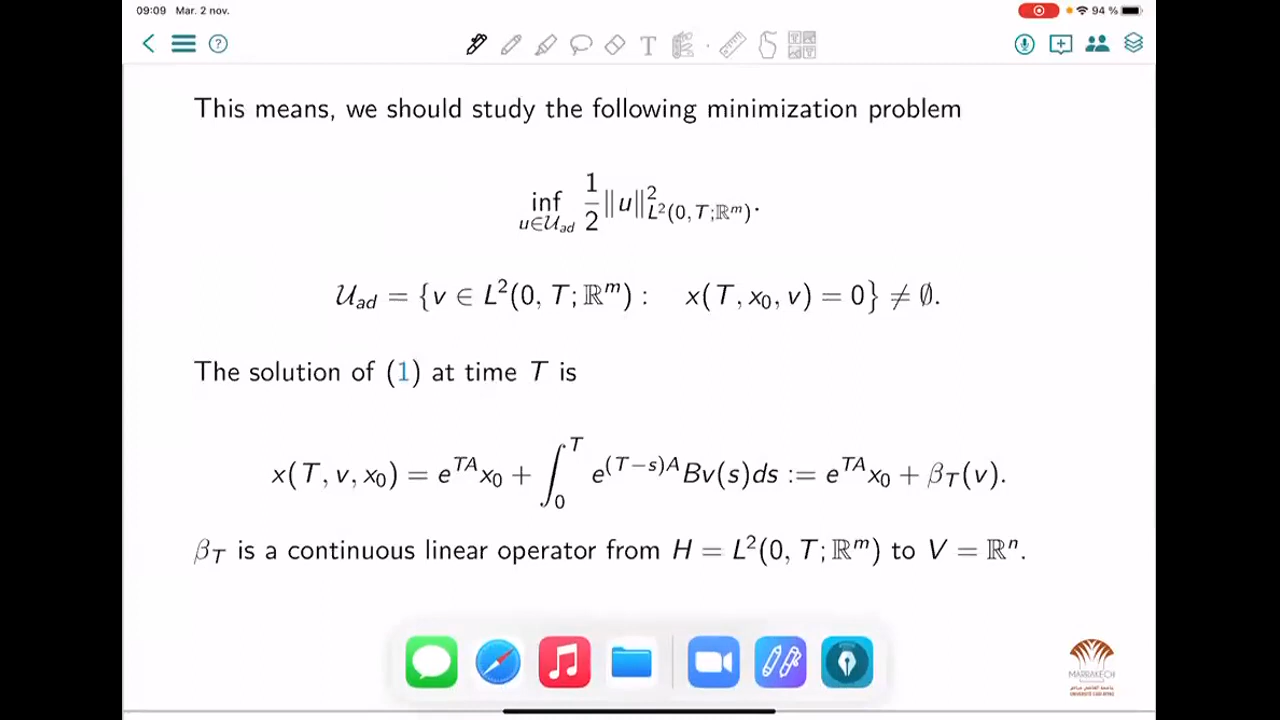 09:09 Mar. 2 nov. 94 %
? T
This means, we should study the following minimization problem
inf_{u∈𝒰_{ad}} \frac{1}{2} ‖u‖²_{L²(0,T;ℝ^m)}.
𝒰_{ad} = {v ∈ L²(0, T; ℝ^m) : x(T, x₀, v) = 0} ≠ ∅.
The solution of (1) at time T is
x(T, v, x₀) = e^{TA}x₀ + ∫_0^T e^{(T−s)A}Bv(s)ds := e^{TA}x₀ + β_T(v).
β_T is a continuous linear operator from H = L²(0, T; ℝ^m) to V = ℝ^n.
MARRAKECH